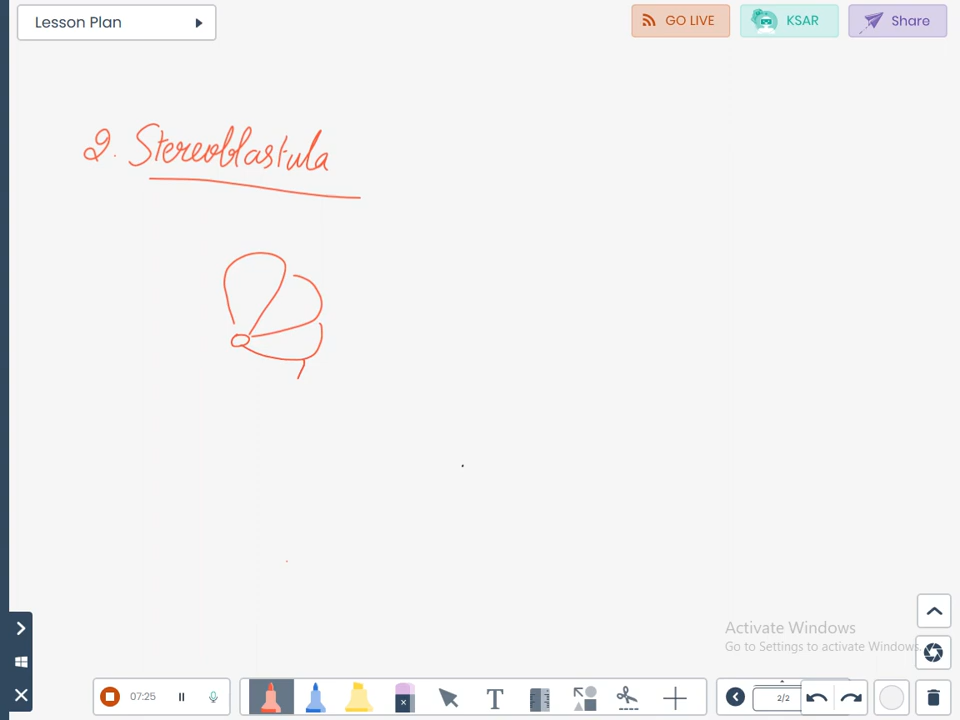 Lesson Plan
GO LIVE
KSAR
Share
2. Stereoblastula
Activate Windows
Go to Settings to activate Windows.
07:25
2/2